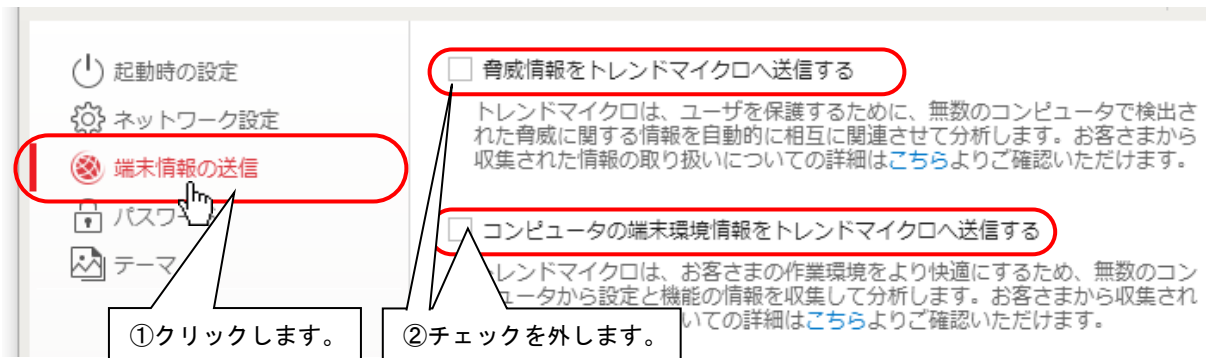 起動時の設定
ネットワーク設定
端末情報の送信
パスワ
テーマ
脅威情報をトレンドマイクロへ送信する
トレンドマイクロは、ユーザを保護するために、無数のコンピュータで検出さ
れた脅威に関する情報を自動的に相互に関連させて分析します。お客さまから
収集された情報の取り扱いについての詳細はこちらよりご確認いただけます。
コンピュータの端末環境情報をトレンドマイクロへ送信する
レンドマイクロは、お客さまの作業環境をより快適にするため、無数のコン
ュータから設定と機能の情報を収集して分析します。お客さまから収集され
いての詳細はこちらよりご確認いただけます。
①クリックします。
②チェックを外します。